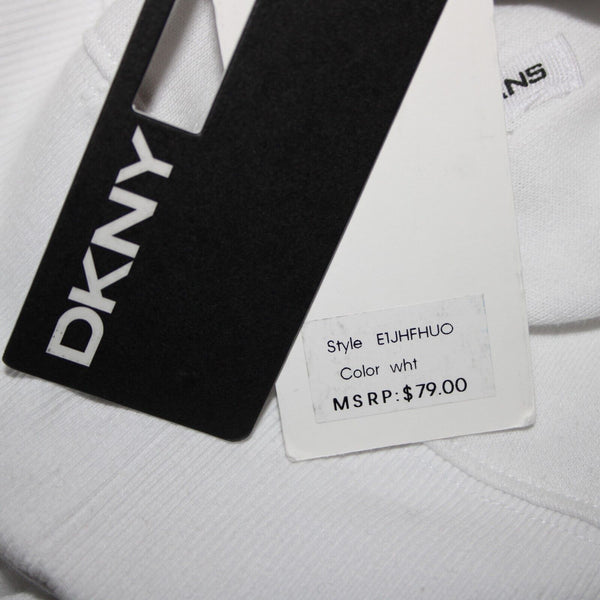 DKNY
Style E1JHFHUO
Color wht
MSRP:$79.00